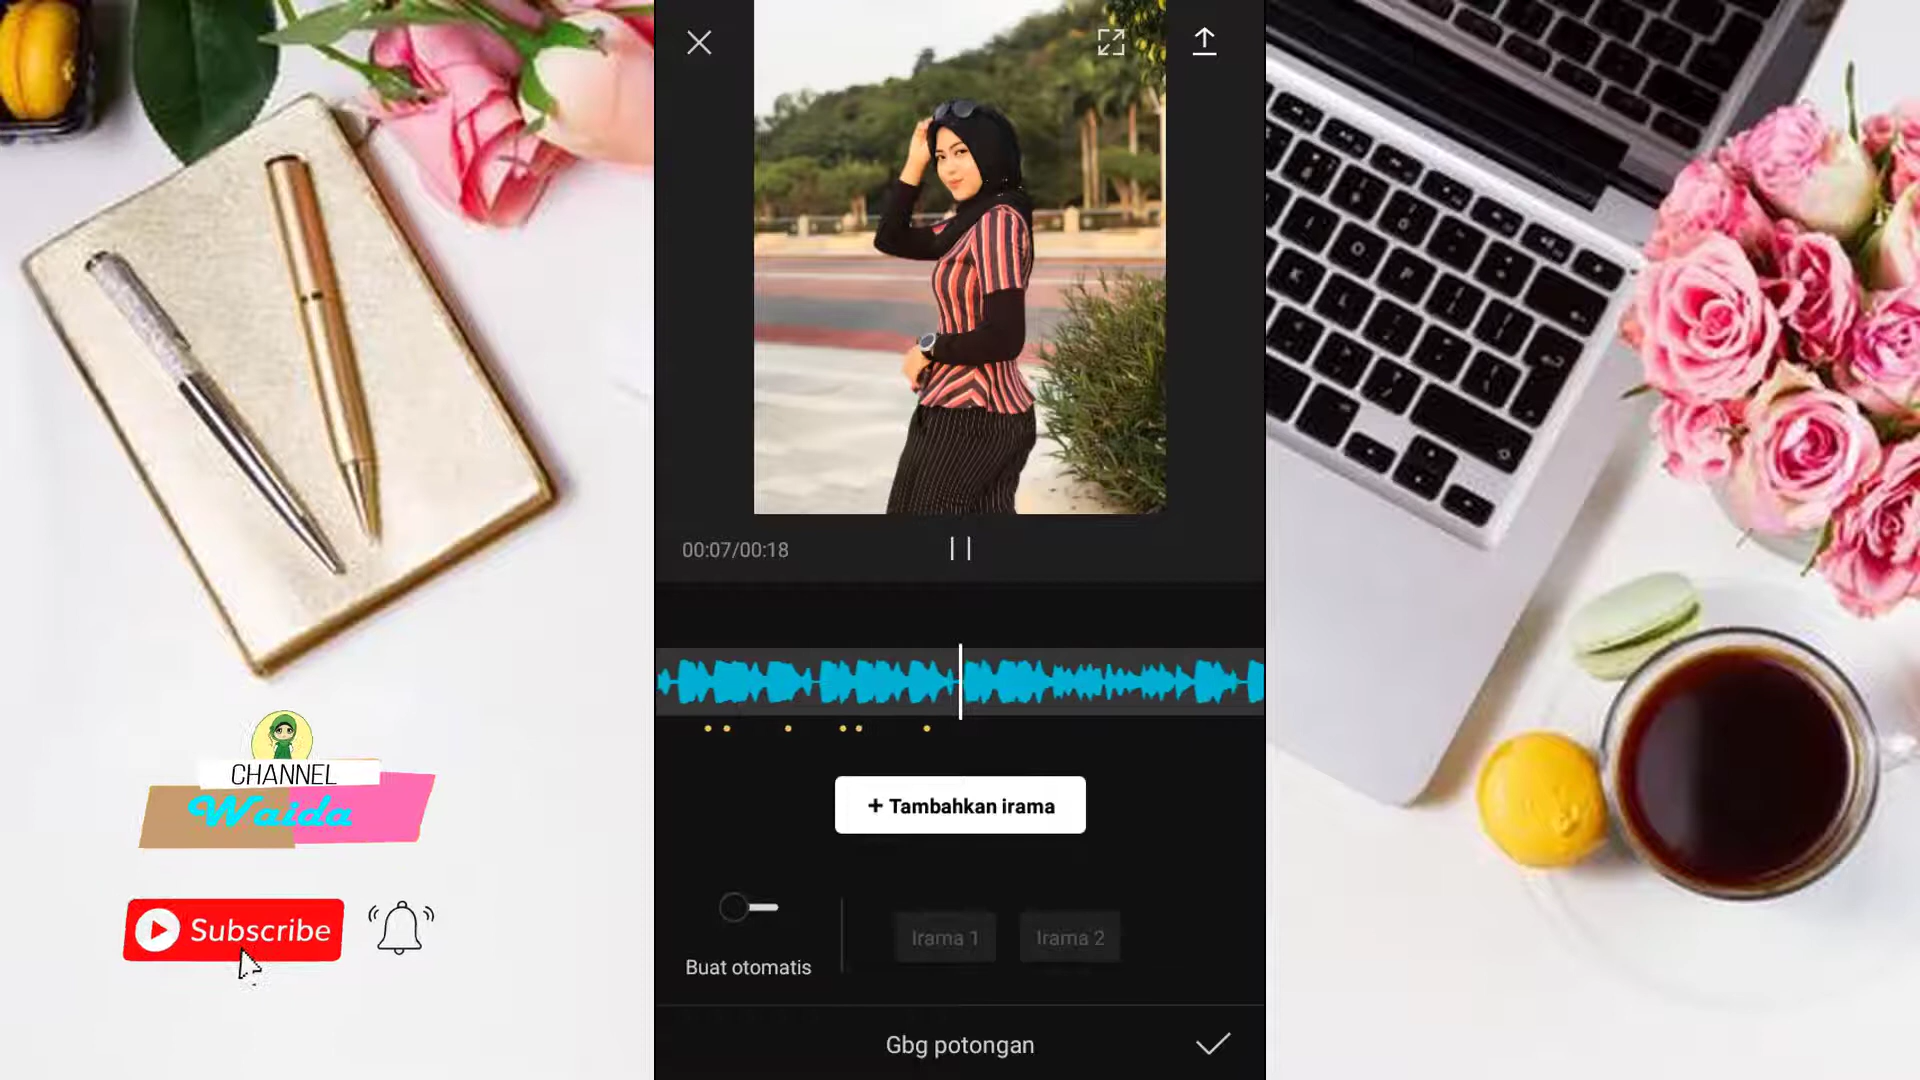 00:07/00:18
+ Tambahkan irama
Irama 1
Irama 2
Buat otomatis
Gbg potongan
CHANNEL
Waida
Subscribe